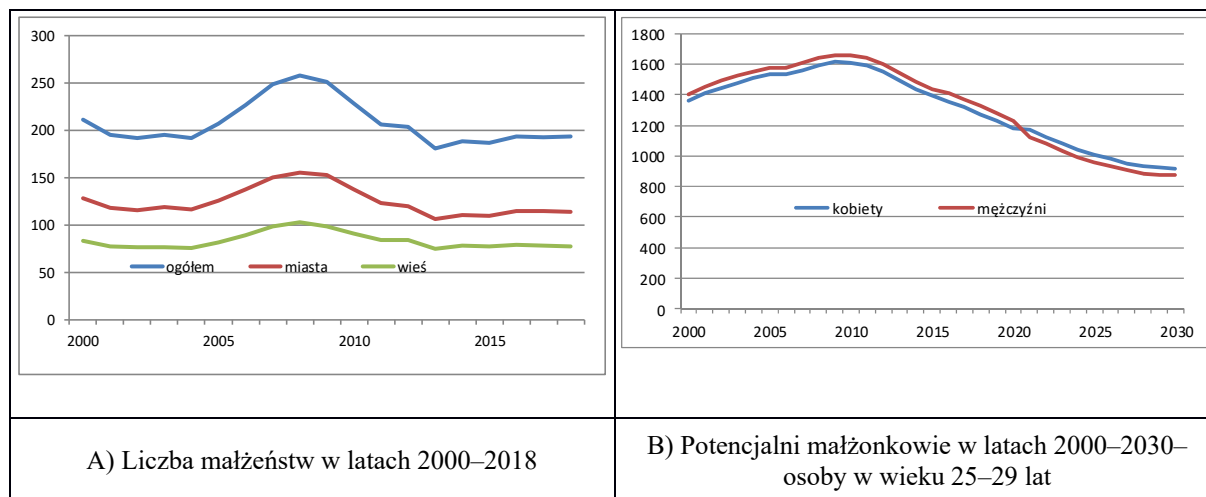 300
250
200
150
100
50
0
ogółem miasta wieś
2000 2005 2010 2015
1800
1600
1400
1200
1000
800
600
400
200
0
kobiety mężczyźni
2000 2005 2010 2015 2020 2025 2030
A) Liczba małżeństw w latach 2000–2018
B) Potencjalni małżonkowie w latach 2000–2030–
osoby w wieku 25–29 lat